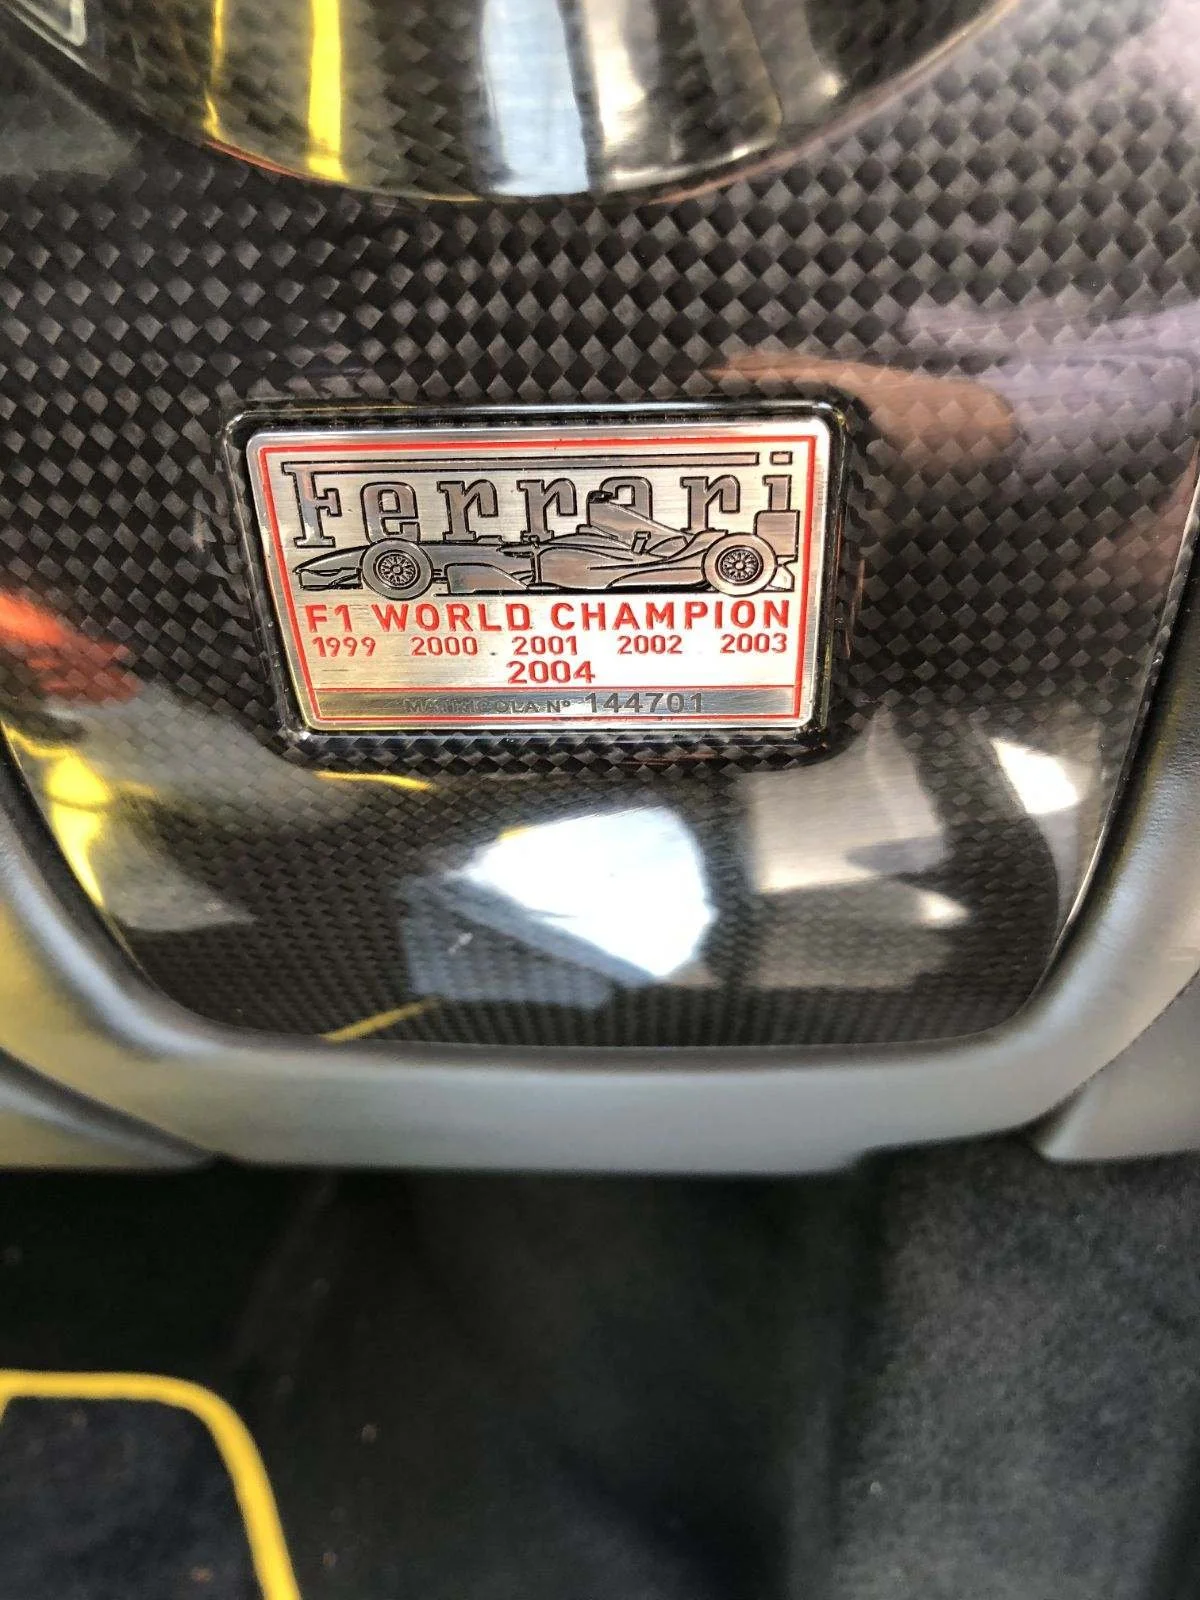 Ferrari
F1 WORLD CHAMPION
1999 2000 2001 2002 2003
2004
MATRICOLA Nº 144701